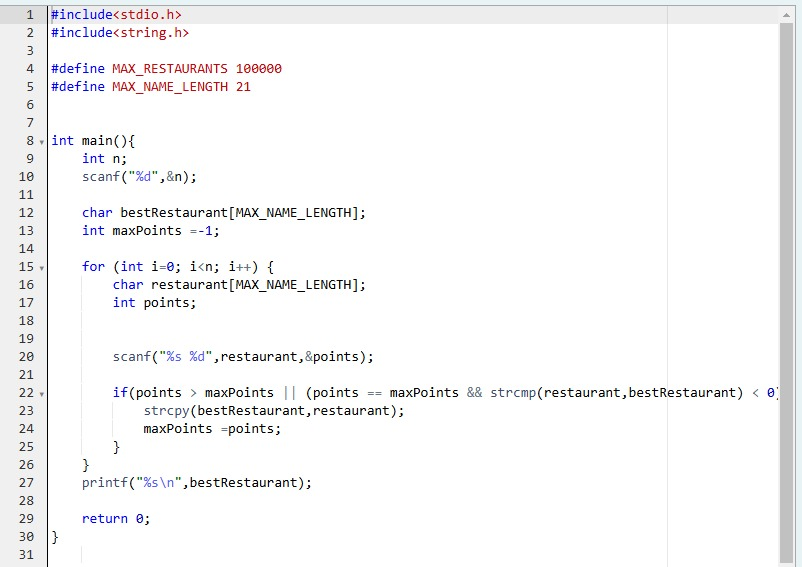 1 #include<stdio.h>
2 #include<string.h>
3
4 #define MAX_RESTAURANTS 100000
5 #define MAX_NAME_LENGTH 21
6
7
8 int main(){
9     int n;
10     scanf("%d",&n);
11
12     char bestRestaurant[MAX_NAME_LENGTH];
13     int maxPoints =-1;
14
15     for (int i=0; i<n; i++) {
16         char restaurant[MAX_NAME_LENGTH];
17         int points;
18
19
20         scanf("%s %d",restaurant,&points);
21
22         if(points > maxPoints || (points == maxPoints && strcmp(restaurant,bestRestaurant) < 0)
23             strcpy(bestRestaurant,restaurant);
24             maxPoints =points;
25         }
26     }
27     printf("%s\n",bestRestaurant);
28
29     return 0;
30 }
31